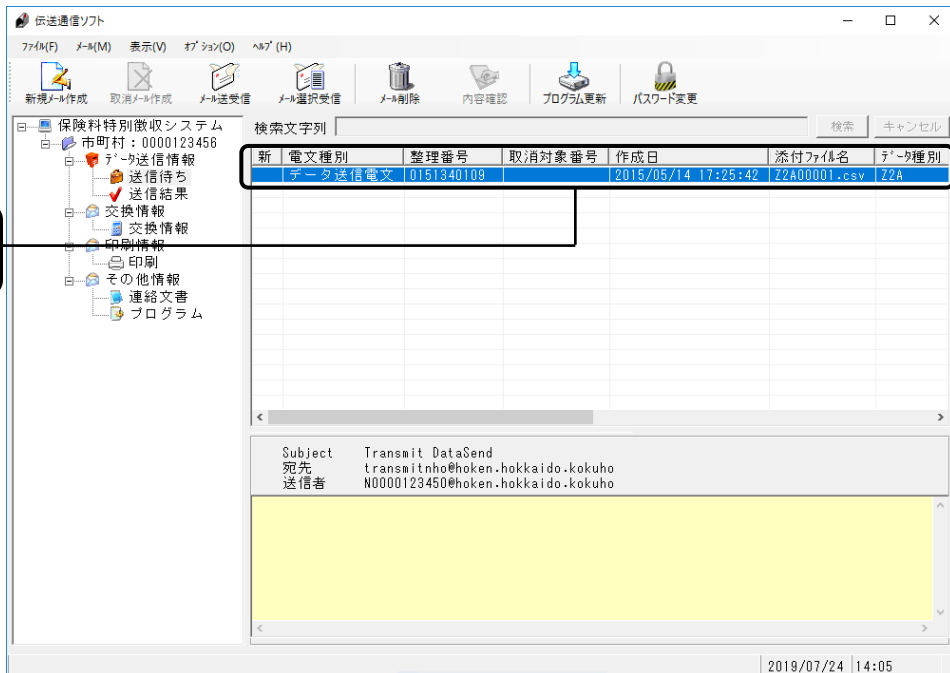 伝送通信ソフト
ﾌｧｲﾙ(F) ﾒｰﾙ(M) 表示(V) ｵﾌﾟｼｮﾝ(O) ﾍﾙﾌﾟ(H)
新規ﾒｰﾙ作成 取消ﾒｰﾙ作成 ﾒｰﾙ送受信 ﾒｰﾙ選択受信 ﾒｰﾙ削除 内容確認 ﾌﾟﾛｸﾞﾗﾑ更新 ﾊﾟｽﾜｰﾄﾞ変更
保険料特別徴収システム
市町村：0000123456
ﾃﾞｰﾀ送信情報
送信待ち
送信結果
交換情報
交換情報
印刷情報
印刷
その他情報
連絡文書
プログラム
検索文字列 検索 キャンセル
新 電文種別 整理番号 取消対象番号 作成日 添付ﾌｧｲﾙ名 ﾃﾞｰﾀ種別
データ送信電文 0151340109 2015/05/14 17:25:42 Z2A00001.csv Z2A
Subject Transmit DataSend
宛先 transmitnho@hoken.hokkaido.kokuho
送信者 N0000123450@hoken.hokkaido.kokuho
2019/07/24 14:05